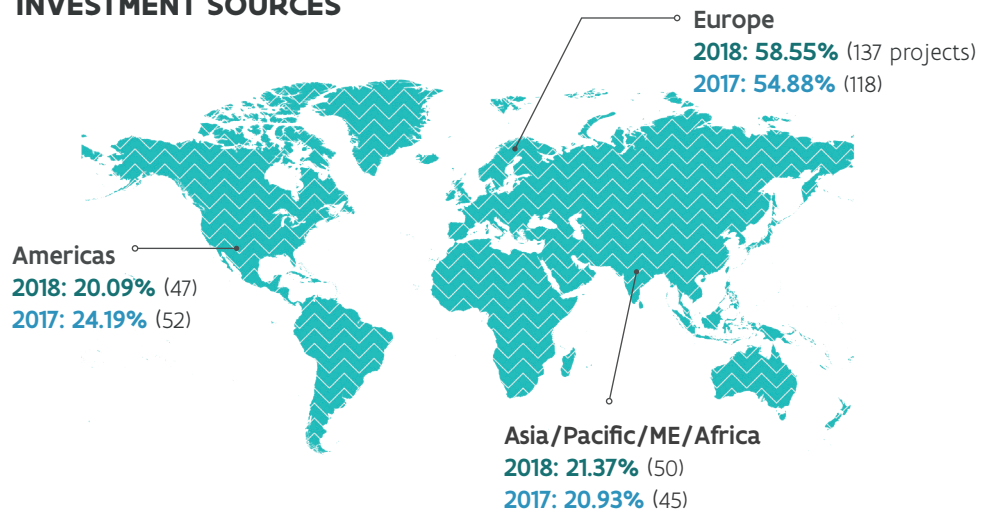 INVESTMENT SOURCES
Europe
2018: 58.55% (137 projects)
2017: 54.88% (118)
Americas
2018: 20.09% (47)
2017: 24.19% (52)
Asia/Pacific/ME/Africa
2018: 21.37% (50)
2017: 20.93% (45)